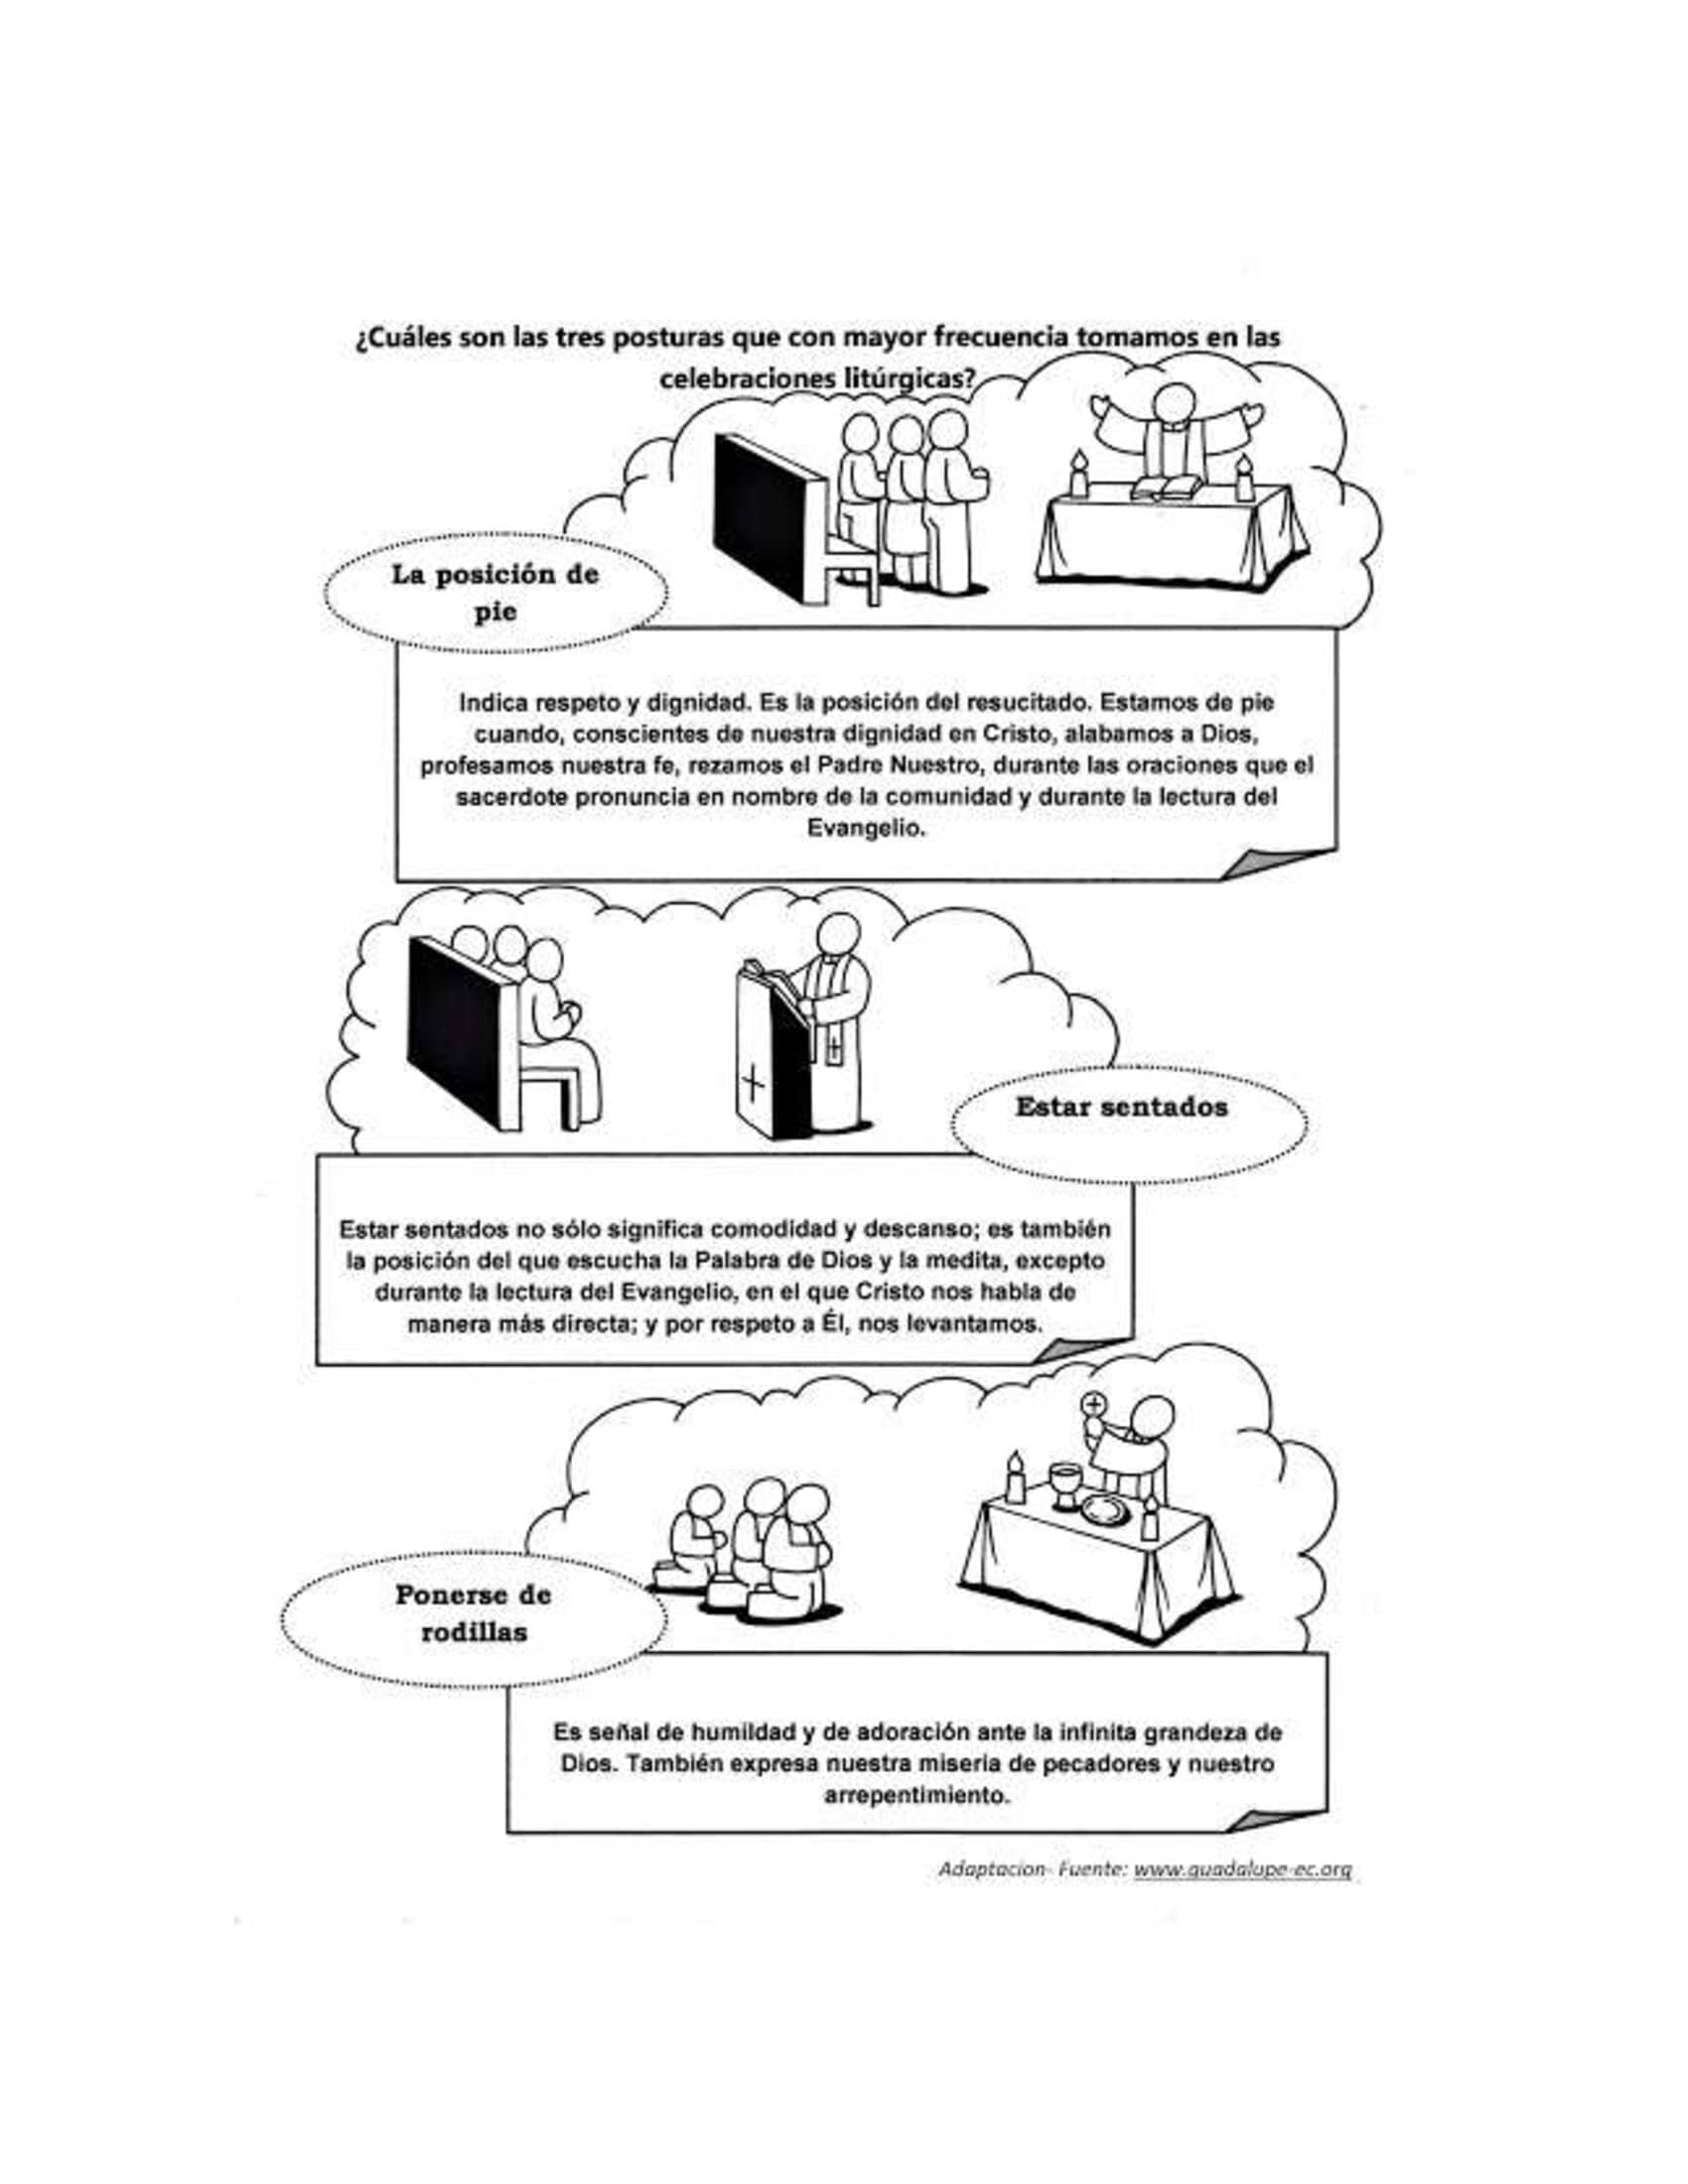 ¿Cuáles son las tres posturas que con mayor frecuencia tomamos en las
celebraciones litúrgicas?
La posición de
pie
Indica respeto y dignidad. Es la posición del resucitado. Estamos de pie
cuando, conscientes de nuestra dignidad en Cristo, alabamos a Dios,
profesamos nuestra fe, rezamos el Padre Nuestro, durante las oraciones que el
sacerdote pronuncia en nombre de la comunidad y durante la lectura del
Evangelio.
Estar sentados
Estar sentados no sólo significa comodidad y descanso; es también
la posición del que escucha la Palabra de Dios y la medita, excepto
durante la lectura del Evangelio, en el que Cristo nos habla de
manera más directa; y por respeto a Él, nos levantamos.
Ponerse de
rodillas
Es señal de humildad y de adoración ante la infinita grandeza de
Dios. También expresa nuestra miseria de pecadores y nuestro
arrepentimiento.
Adaptacion- Fuente: www.guadalupe-ec.org